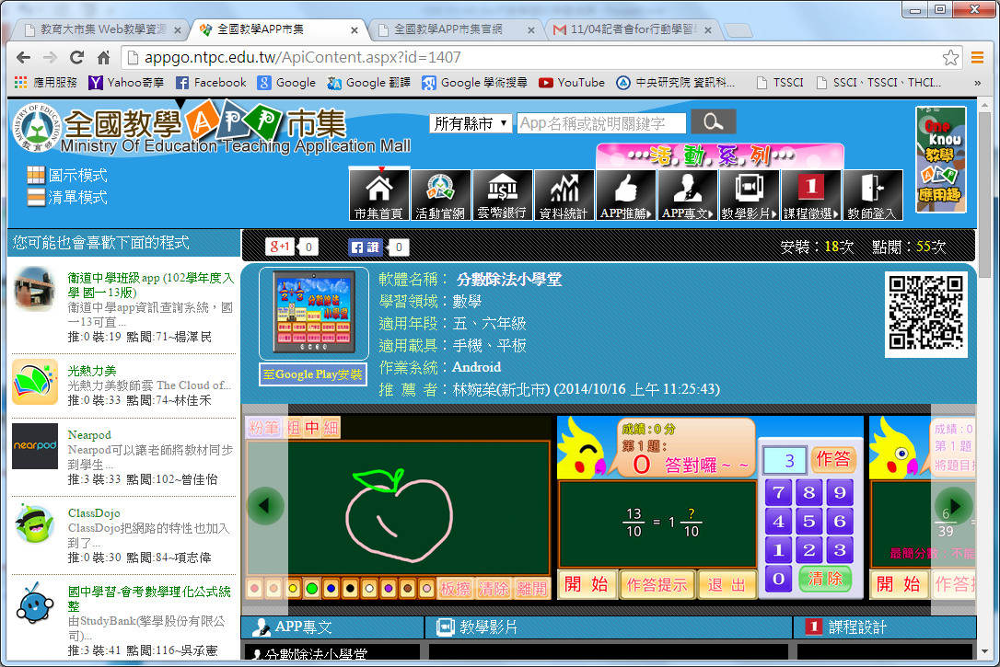 教育大市集 Web教學資源
全國教學APP市集
全國教學APP市集官網
11/04記者會for行動學習
appgo.ntpc.edu.tw/ApiContent.aspx?id=1407
應用服務 Yahoo奇摩 Facebook Google Google 翻譯 Google 學術搜尋 YouTube 中央研究院 資訊科... TSSCI SSCI、TSSCI、THCI... »
MINISTRY OF EDUCATION 教育部
全國教學APP市集
Ministry Of Education Teaching Application Mall
所有縣市 App名稱或說明關鍵字
One Know 教學 APP 應用趣
圖示模式
清單模式
…活.動.系.列…
市集首頁 活動官網 雲幣銀行 資料統計 APP推薦 APP專文 教學影片 課程徵選 教師登入
您可能也會喜歡下面的程式
衛道中學班級app (102學年度入
學 國一13版)
衛道中學app資訊查詢系統，國
一13可直...
推:0 裝:19 點閱:71~楊澤民
光熱力美
光熱力美教師雲 The Cloud of...
推:0 裝:33 點閱:74~林佳禾
nearpod
Nearpod
Nearpod可以讓老師將教材同步
到學生...
推:3 裝:33 點閱:102~曾佳怡
ClassDojo
ClassDojo把網路的特性也加入
到了...
推:0 裝:30 點閱:84~項志偉
國中學習-會考數學理化公式統
整
由StudyBank(擎學股份有限公
司)...
推:3 裝:41 點閱:116~吳承憲
g+1 0 讚 0 安裝：18次 點閱：55次
分數除法
小學堂
至Google Play安裝
軟體名稱： 分數除法小學堂
學習領域：數學
適用年段：五、六年級
適用載具：手機、平板
作業系統：Android
推 薦 者：林婉菜(新北市) (2014/10/16 上午 11:25:43)
粉筆 粗 中 細
板擦 清除 離開
成績:0 分
第 1 題:
O 答對囉 ~ ~
13/10 = 1 ?/10
3 作答
7 8 9
4 5 6
1 2 3
0 清除
開 始 作答提示 退 出
成績:0
第 1 題
將題目
6/39 =
最簡分數：不能
開 始 作答
APP專文 教學影片 1 課程設計
分數除法小學堂